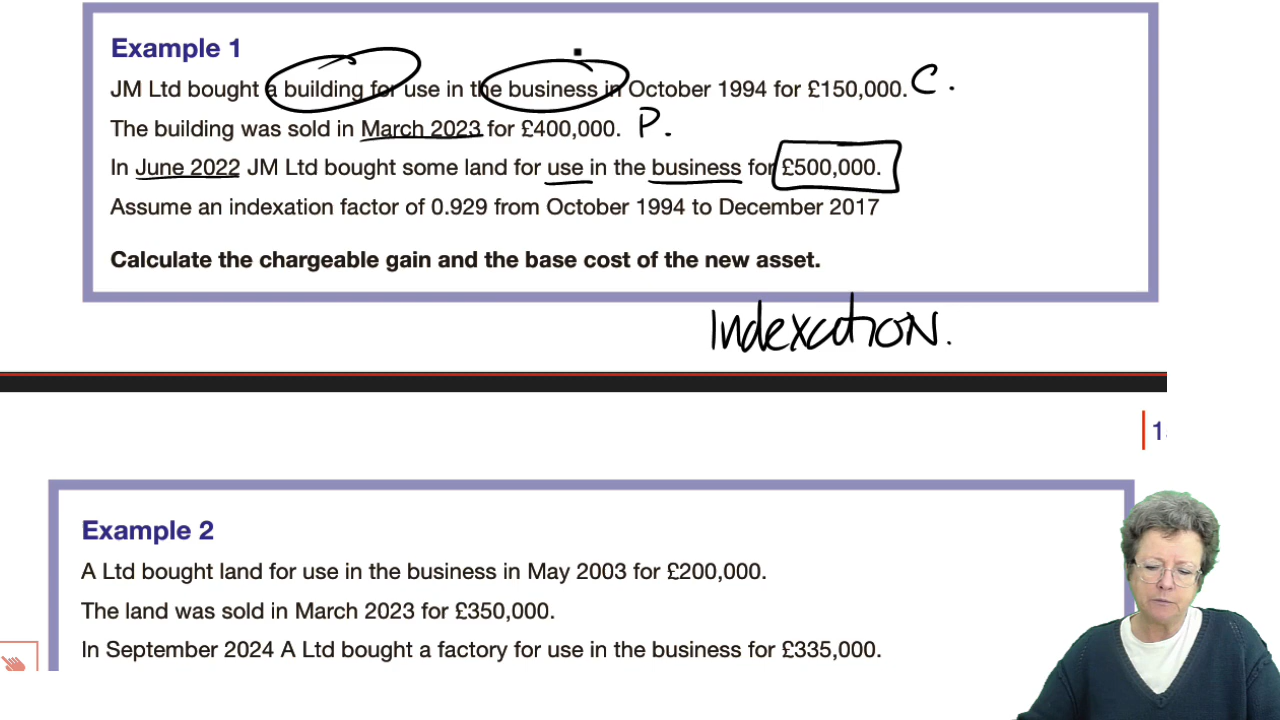 Example 1
JM Ltd bought a building for use in the business in October 1994 for £150,000. C.
The building was sold in March 2023 for £400,000. P.
In June 2022 JM Ltd bought some land for use in the business for £500,000.
Assume an indexation factor of 0.929 from October 1994 to December 2017
Calculate the chargeable gain and the base cost of the new asset.
Indexation.
1
Example 2
A Ltd bought land for use in the business in May 2003 for £200,000.
The land was sold in March 2023 for £350,000.
In September 2024 A Ltd bought a factory for use in the business for £335,000.